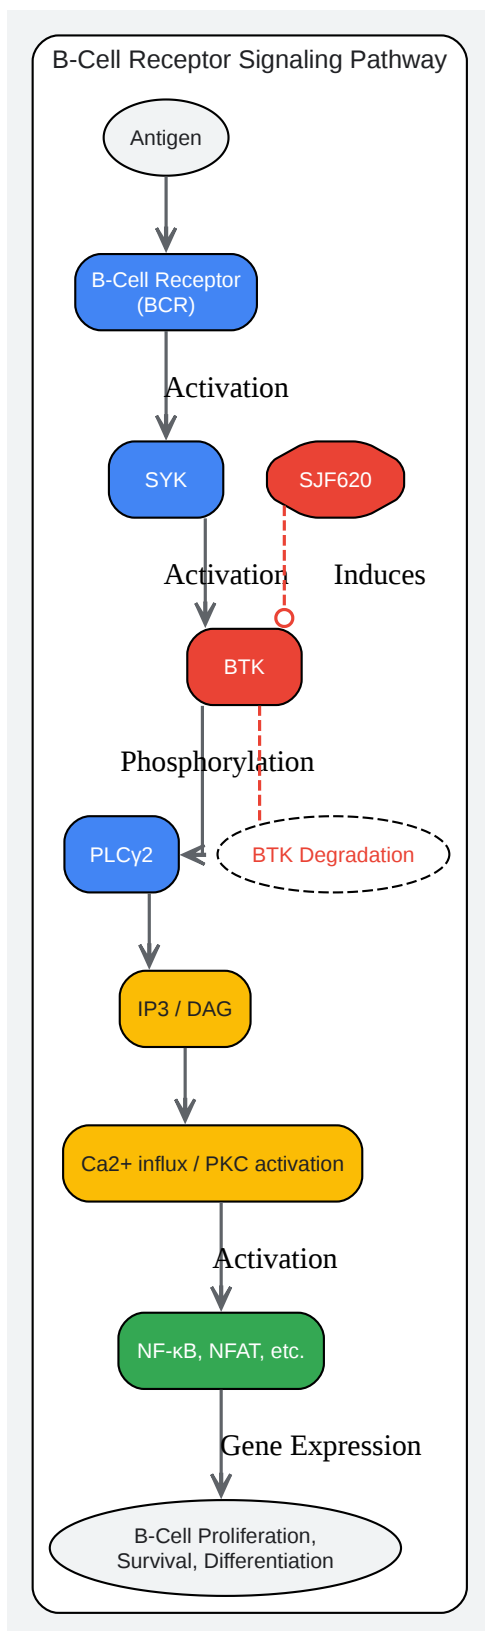 B-Cell Receptor Signaling Pathway
Antigen
B-Cell Receptor
(BCR)
Activation
SYK
SJF620
Activation
Induces
BTK
Phosphorylation
PLCγ2
BTK Degradation
IP3 / DAG
Ca2+ influx / PKC activation
Activation
NF-κB, NFAT, etc.
Gene Expression
B-Cell Proliferation,
Survival, Differentiation